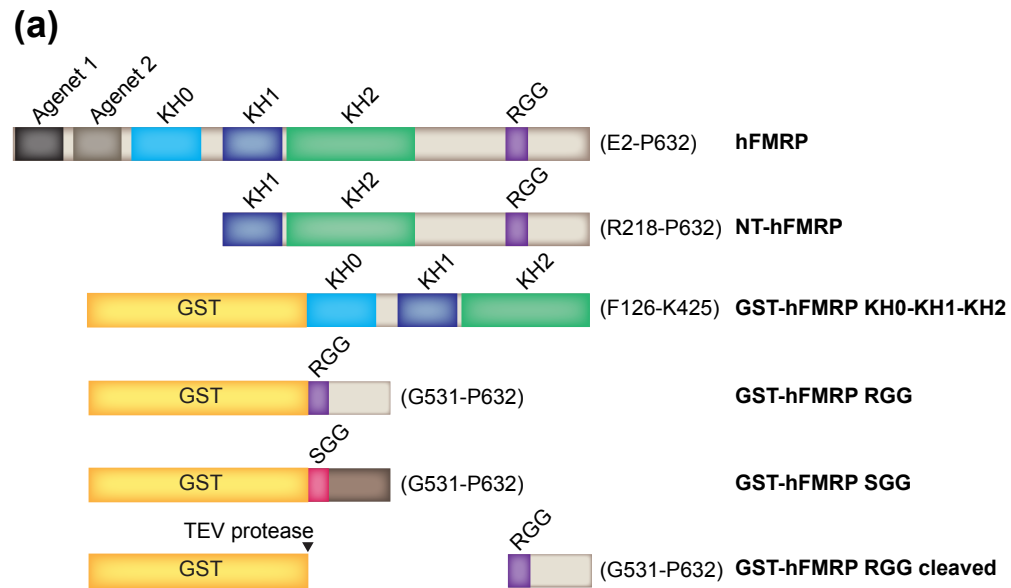 (a)
Agenet 1 Agenet 2 KH0 KH1 KH2 RGG
(E2-P632) hFMRP
KH1 KH2 RGG
(R218-P632) NT-hFMRP
KH0 KH1 KH2
GST (F126-K425) GST-hFMRP KH0-KH1-KH2
RGG
GST (G531-P632) GST-hFMRP RGG
SGG
GST (G531-P632) GST-hFMRP SGG
TEV protease RGG
GST (G531-P632) GST-hFMRP RGG cleaved